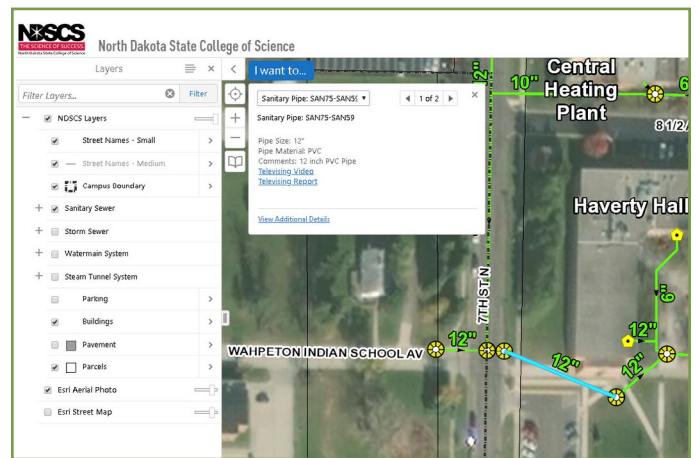 NDSCS
THE SCIENCE OF SUCCESS.
North Dakota State College of Science
North Dakota State College of Science
Layers
Filter Layers...
Filter
NDSCS Layers
Street Names - Small
Street Names - Medium
Campus Boundary
Sanitary Sewer
Storm Sewer
Watermain System
Steam Tunnel System
Parking
Buildings
Pavement
Parcels
Esri Aerial Photo
Esri Street Map
I want to...
Sanitary Pipe: SAN75-SAN5
1 of 2
Sanitary Pipe: SAN75-SAN59
Pipe Size: 12"
Pipe Material: PVC
Comments: 12 inch PVC Pipe
Televising Video
Televising Report
View Additional Details
12"
10"
Central
Heating
Plant
6
8 1/2
Haverty Hall
6"
7TH ST N
WAHPETON INDIAN SCHOOL AV
12"
12"
12"
12"